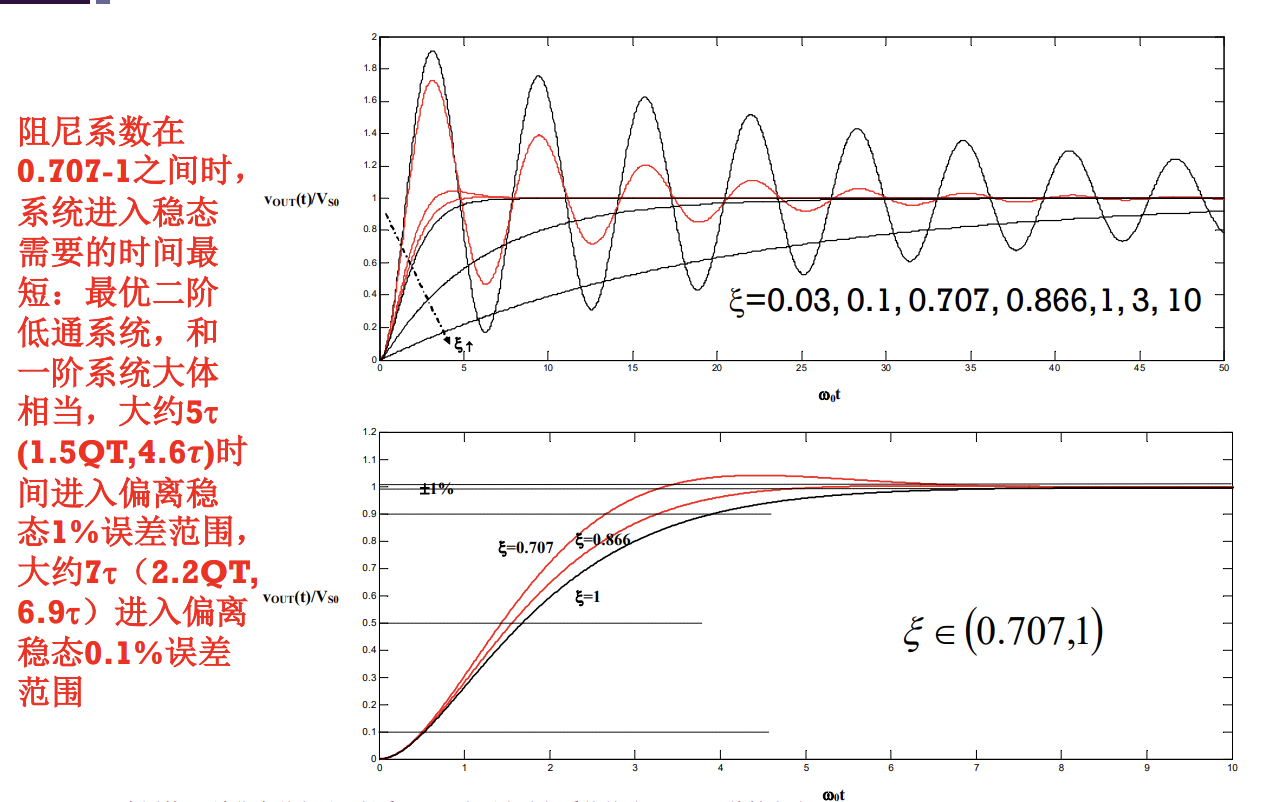 阻尼系数在
0.707-1之间时，
系统进入稳态
需要的时间最
短：最优二阶
低通系统，和
一阶系统大体
相当，大约5τ
(1.5QT,4.6τ)时
间进入偏离稳
态1%误差范围，
大约7τ（2.2QT,
6.9τ）进入偏离
稳态0.1%误差
范围
vOUT(t)/VS0
2
1.8
1.6
1.4
1.2
1
0.8
0.6
0.4
0.2
0
ξ=0.03, 0.1, 0.707, 0.866,1, 3, 10
ξ↑
0 5 10 15 20 25 30 35 40 45 50
ω0t
vOUT(t)/VS0
1.2
1.1
1
0.9
0.8
0.7
0.6
0.5
0.4
0.3
0.2
0.1
0
±1%
ξ=0.707
ξ=0.866
ξ=1
ξ∈(0.707,1)
0 1 2 3 4 5 6 7 8 9 10
ω0t